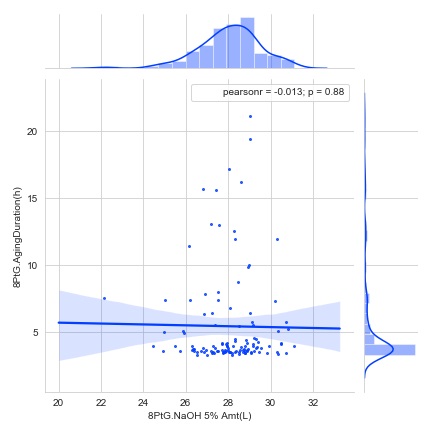 pearsonr = -0.013; p = 0.88
20
15
10
5
8PtG.AgingDuration(h)
20 22 24 26 28 30 32
8PtG.NaOH 5% Amt(L)